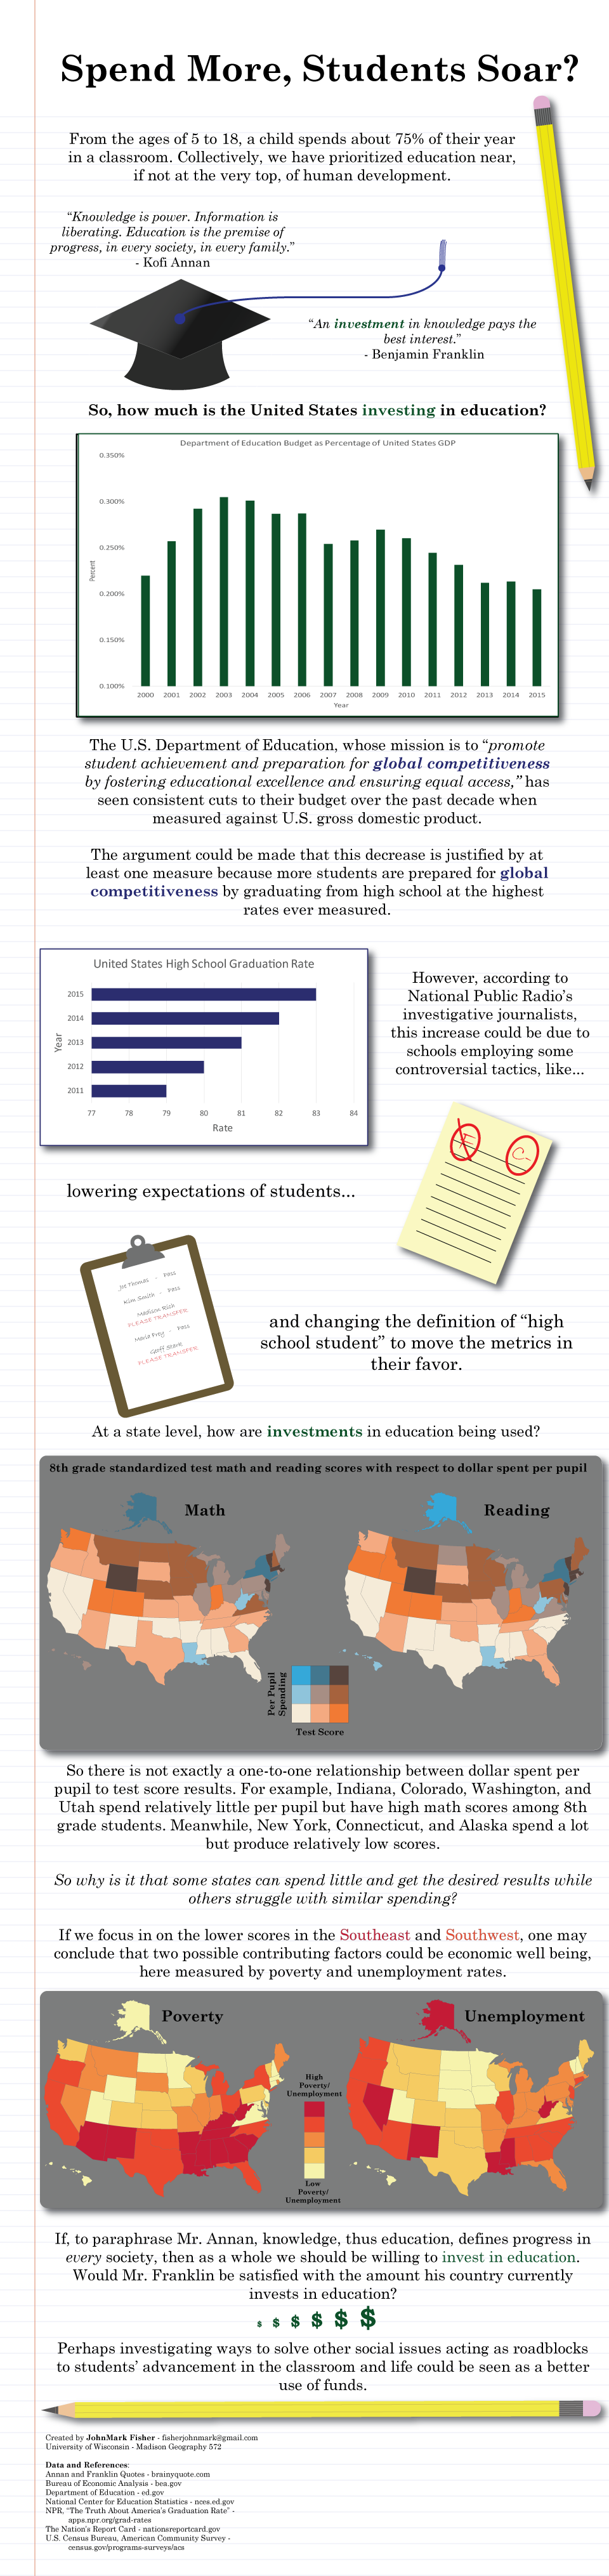 Spend More, Students Soar?
From the ages of 5 to 18, a child spends about 75% of their year
in a classroom. Collectively, we have prioritized education near,
if not at the very top, of human development.
“Knowledge is power. Information is
liberating. Education is the premise of
progress, in every society, in every family.”
- Kofi Annan
“An investment in knowledge pays the
best interest.”
- Benjamin Franklin
So, how much is the United States investing in education?
Department of Education Budget as Percentage of United States GDP
0.350%
0.300%
0.250%
0.200%
0.150%
0.100%
Percent
2000 2001 2002 2003 2004 2005 2006 2007 2008 2009 2010 2011 2012 2013 2014 2015
Year
The U.S. Department of Education, whose mission is to “promote
student achievement and preparation for global competitiveness
by fostering educational excellence and ensuring equal access,” has
seen consistent cuts to their budget over the past decade when
measured against U.S. gross domestic product.
The argument could be made that this decrease is justified by at
least one measure because more students are prepared for global
competitiveness by graduating from high school at the highest
rates ever measured.
United States High School Graduation Rate
2015
2014
2013
2012
2011
Year
77 78 79 80 81 82 83 84
Rate
However, according to
National Public Radio’s
investigative journalists,
this increase could be due to
schools employing some
controversial tactics, like...
C-
lowering expectations of students...
Joe Thomas - Pass
Kim Smith - Pass
Madison Rich
PLEASE TRANSFER
Maria Frey - Pass
Geoff Stark
PLEASE TRANSFER
and changing the definition of “high
school student” to move the metrics in
their favor.
At a state level, how are investments in education being used?
8th grade standardized test math and reading scores with respect to dollar spent per pupil
Math
Reading
Per Pupil
Spending
Test Score
So there is not exactly a one-to-one relationship between dollar spent per
pupil to test score results. For example, Indiana, Colorado, Washington, and
Utah spend relatively little per pupil but have high math scores among 8th
grade students. Meanwhile, New York, Connecticut, and Alaska spend a lot
but produce relatively low scores.
So why is it that some states can spend little and get the desired results while
others struggle with similar spending?
If we focus in on the lower scores in the Southeast and Southwest, one may
conclude that two possible contributing factors could be economic well being,
here measured by poverty and unemployment rates.
Poverty
Unemployment
High
Poverty/
Unemployment
Low
Poverty/
Unemployment
If, to paraphrase Mr. Annan, knowledge, thus education, defines progress in
every society, then as a whole we should be willing to invest in education.
Would Mr. Franklin be satisfied with the amount his country currently
invests in education?
$ $ $ $ $ $
Perhaps investigating ways to solve other social issues acting as roadblocks
to students’ advancement in the classroom and life could be seen as a better
use of funds.
Created by JohnMark Fisher - fisherjohnmark@gmail.com
University of Wisconsin - Madison Geography 572
Data and References:
Annan and Franklin Quotes - brainyquote.com
Bureau of Economic Analysis - bea.gov
Department of Education - ed.gov
National Center for Education Statistics - nces.ed.gov
NPR, “The Truth About America’s Graduation Rate” -
apps.npr.org/grad-rates
The Nation’s Report Card - nationsreportcard.gov
U.S. Census Bureau, American Community Survey -
census.gov/programs-surveys/acs